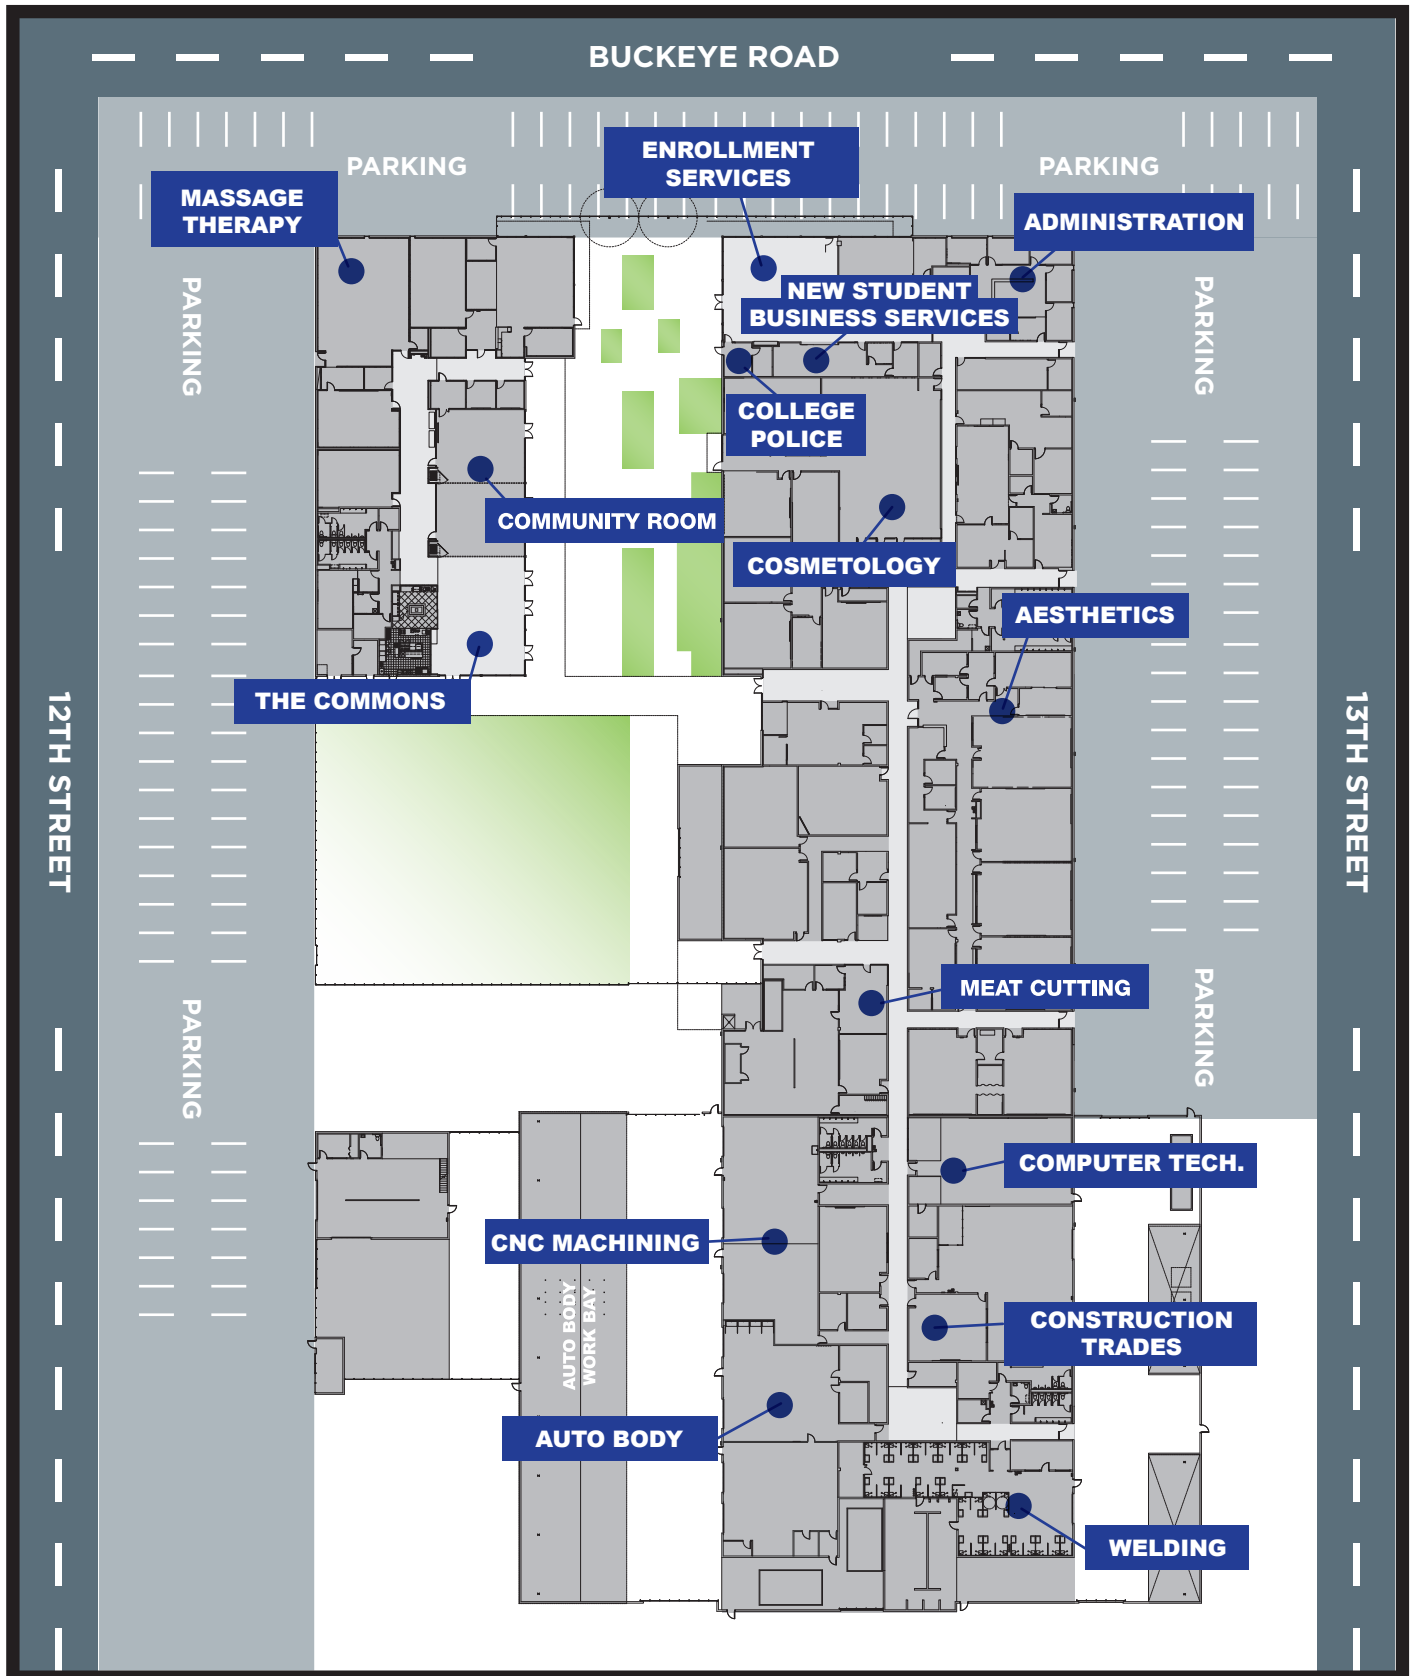 BUCKEYE ROAD
ENROLLMENT
SERVICES
PARKING
PARKING
MASSAGE
THERAPY
ADMINISTRATION
PARKING
PARKING
NEW STUDENT
BUSINESS SERVICES
COLLEGE
POLICE
COMMUNITY ROOM
COSMETOLOGY
AESTHETICS
THE COMMONS
12TH STREET
13TH STREET
MEAT CUTTING
PARKING
PARKING
COMPUTER TECH.
CNC MACHINING
AUTO BODY
WORK BAY
CONSTRUCTION
TRADES
AUTO BODY
WELDING